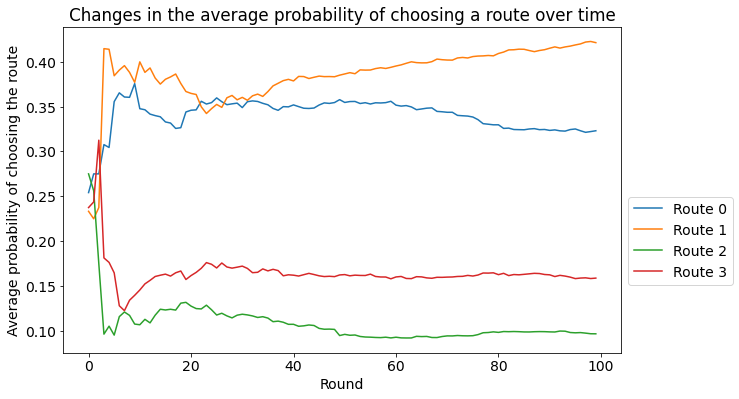 Changes in the average probability of choosing a route over time
Average probability of choosing the route
0.40
0.35
0.30
0.25
0.20
0.15
0.10
0
20
40
60
80
100
Round
Route 0
Route 1
Route 2
Route 3